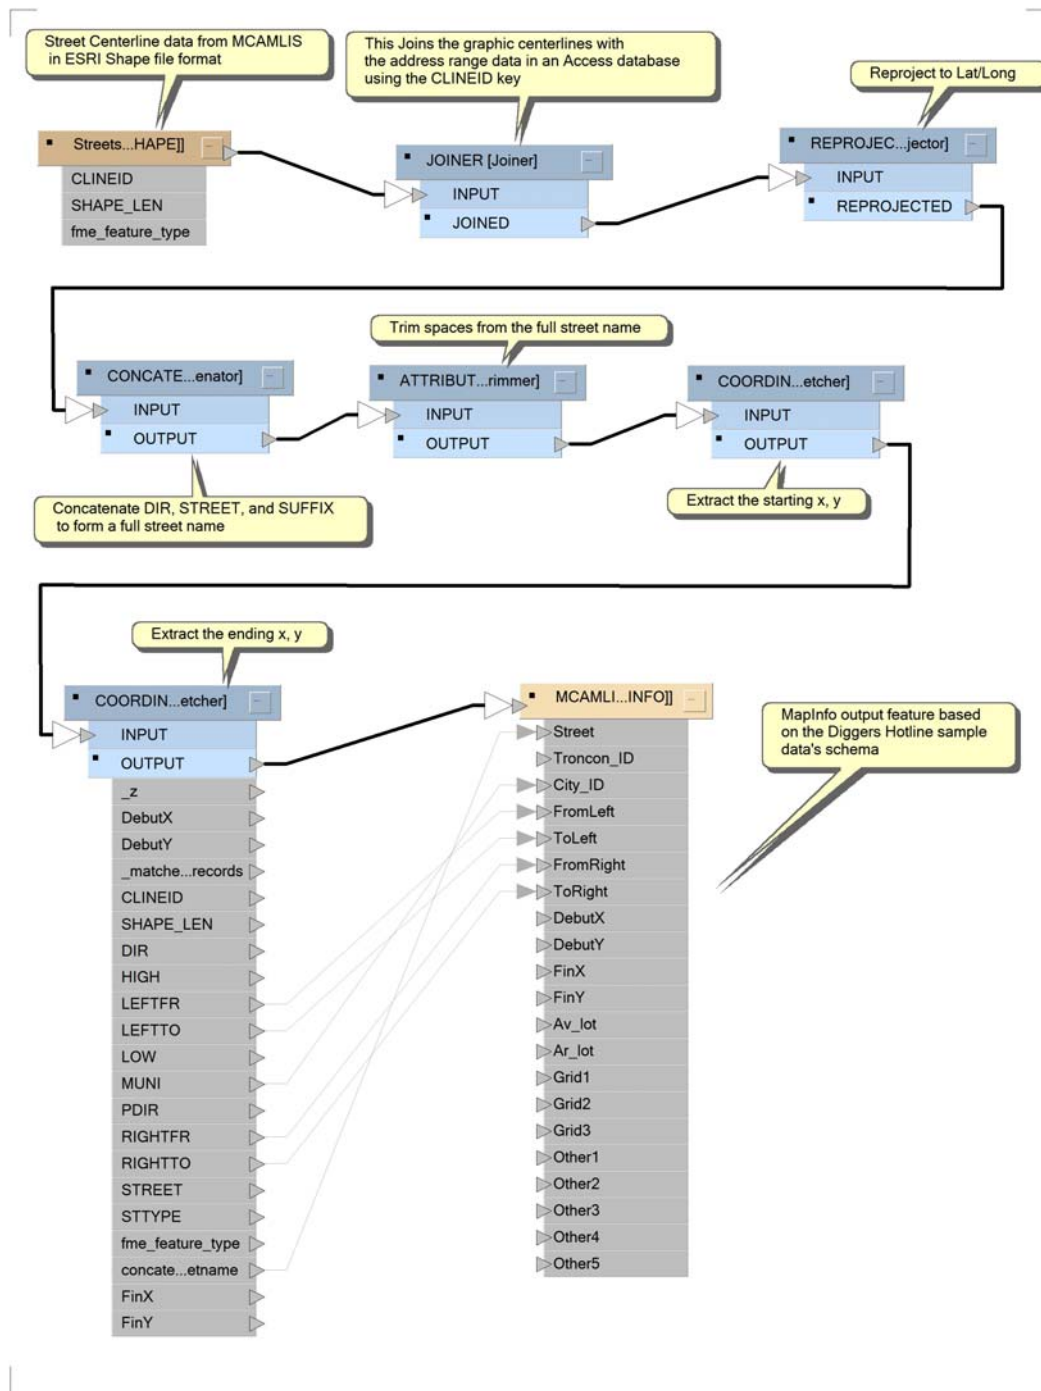 Street Centerline data from MCAMLIS
in ESRI Shape file format
This Joins the graphic centerlines with
the address range data in an Access database
using the CLINEID key
Reproject to Lat/Long
Streets...HAPE]]
CLINEID
SHAPE_LEN
fme_feature_type
JOINER [Joiner]
INPUT
JOINED
REPROJEC...jector]
INPUT
REPROJECTED
Trim spaces from the full street name
CONCATE...enator]
INPUT
OUTPUT
ATTRIBUT...rimmer]
INPUT
OUTPUT
COORDIN...etcher]
INPUT
OUTPUT
Concatenate DIR, STREET, and SUFFIX
to form a full street name
Extract the starting x, y
Extract the ending x, y
COORDIN...etcher]
INPUT
OUTPUT
_z
DebutX
DebutY
_matche...records
CLINEID
SHAPE_LEN
DIR
HIGH
LEFTFR
LEFTTO
LOW
MUNI
PDIR
RIGHTFR
RIGHTTO
STREET
STTYPE
fme_feature_type
concate...etname
FinX
FinY
MCAMLI...INFO]]
Street
Troncon_ID
City_ID
FromLeft
ToLeft
FromRight
ToRight
DebutX
DebutY
FinX
FinY
Av_lot
Ar_lot
Grid1
Grid2
Grid3
Other1
Other2
Other3
Other4
Other5
MapInfo output feature based
on the Diggers Hotline sample
data's schema